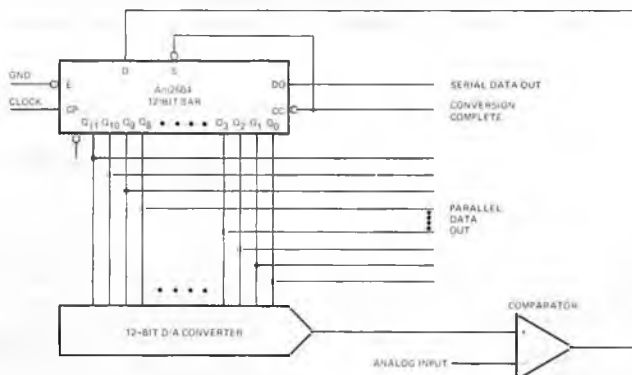 D S
GND
E
Am2504
12-BIT SAR
DO
SERIAL DATA OUT
CLOCK
CP
CC
CONVERSION
COMPLETE
Q11 Q10 Q9 Q8 Q3 Q2 Q1 Q0
PARALLEL
DATA
OUT
COMPARATOR
12-BIT D/A CONVERTER
+
ANALOG INPUT
-